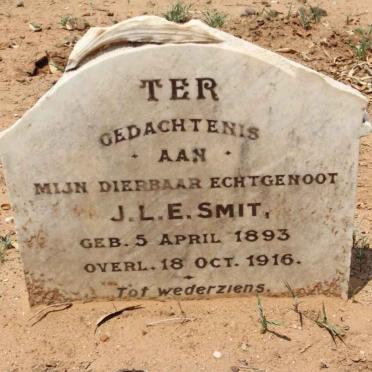 TER
GEDACHTENIS
· AAN ·
MIJN DIERBAAR ECHTGENOOT
J.L.E. SMIT,
GEB. 5 APRIL 1893
OVERL. 18 OCT. 1916.
Tot wederziens.